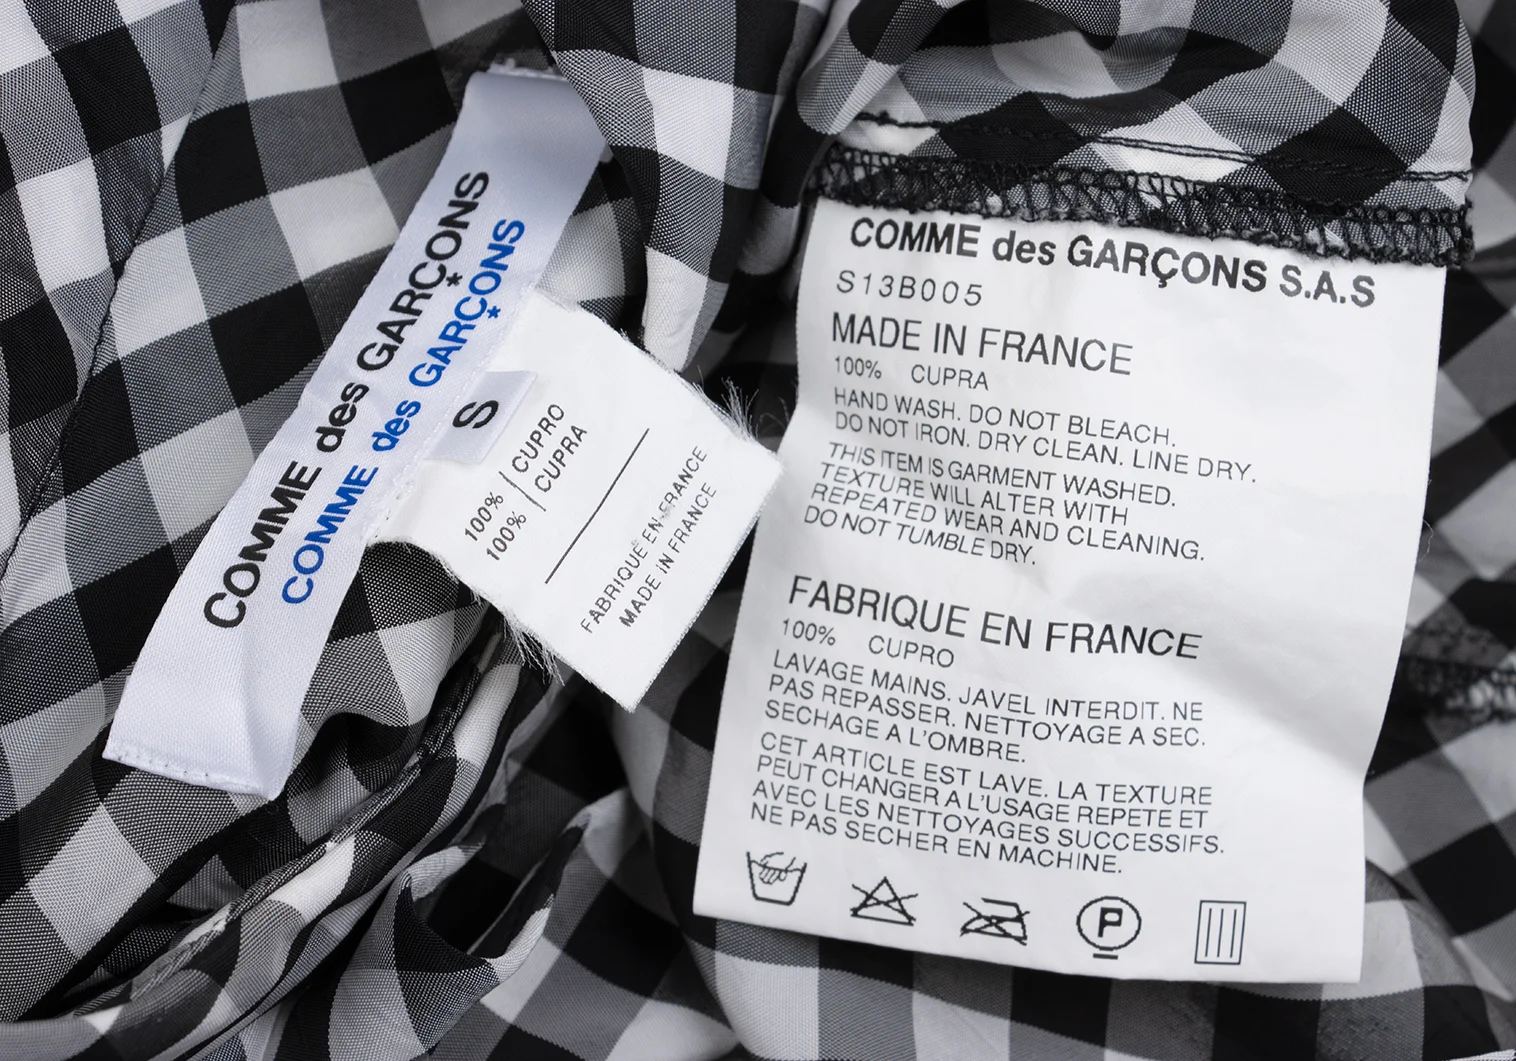 COMME des GARÇONS
COMME des GARÇONS
S
100% CUPRO
100% CUPRA
FABRIQUE EN FRANCE
MADE IN FRANCE
COMME des GARÇONS S.A.S
S13B005
MADE IN FRANCE
100% CUPRA
HAND WASH. DO NOT BLEACH.
DO NOT IRON. DRY CLEAN. LINE DRY.
THIS ITEM IS GARMENT WASHED.
TEXTURE WILL ALTER WITH
REPEATED WEAR AND CLEANING.
DO NOT TUMBLE DRY.
FABRIQUE EN FRANCE
100% CUPRO
LAVAGE MAINS. JAVEL INTERDIT. NE
PAS REPASSER. NETTOYAGE A SEC.
SECHAGE A L'OMBRE.
CET ARTICLE EST LAVE. LA TEXTURE
PEUT CHANGER A L'USAGE REPETE ET
AVEC LES NETTOYAGES SUCCESSIFS.
NE PAS SECHER EN MACHINE.
P